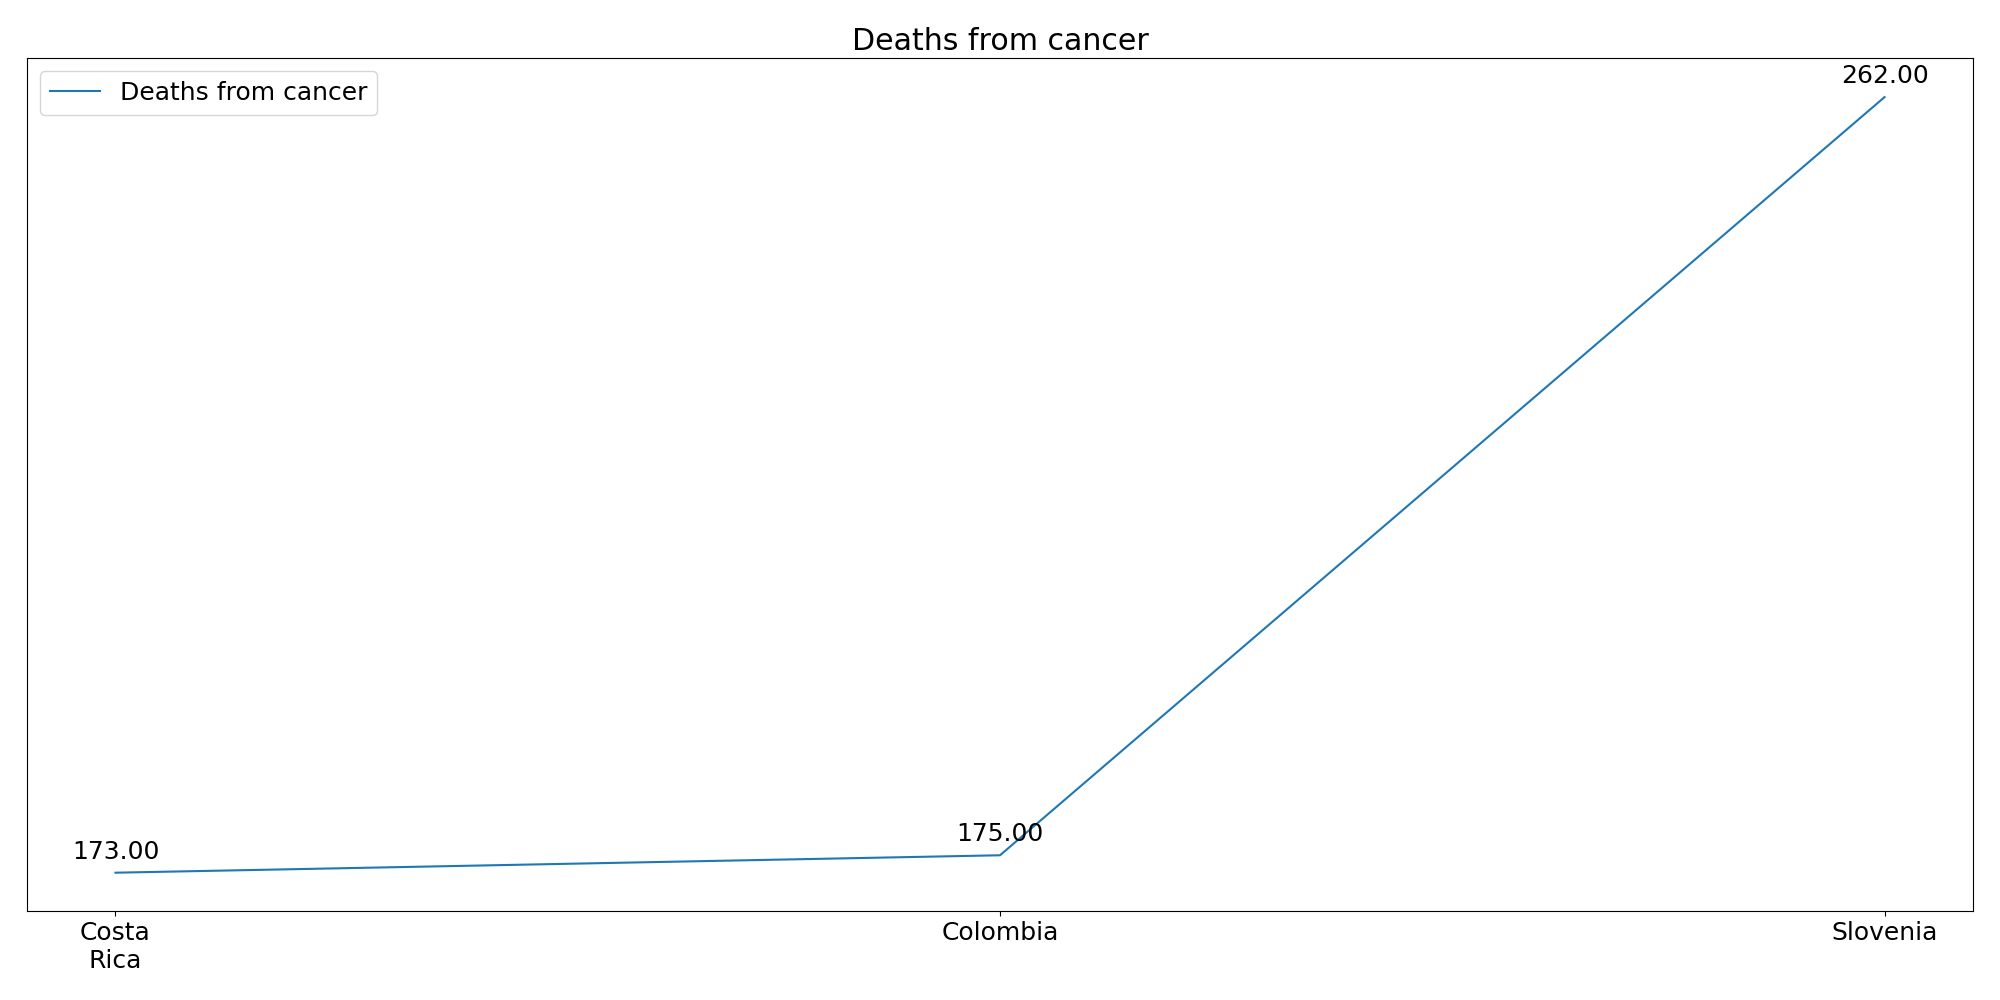 Deaths from cancer
Deaths from cancer
262.00
173.00
175.00
Costa
Rica
Colombia
Slovenia